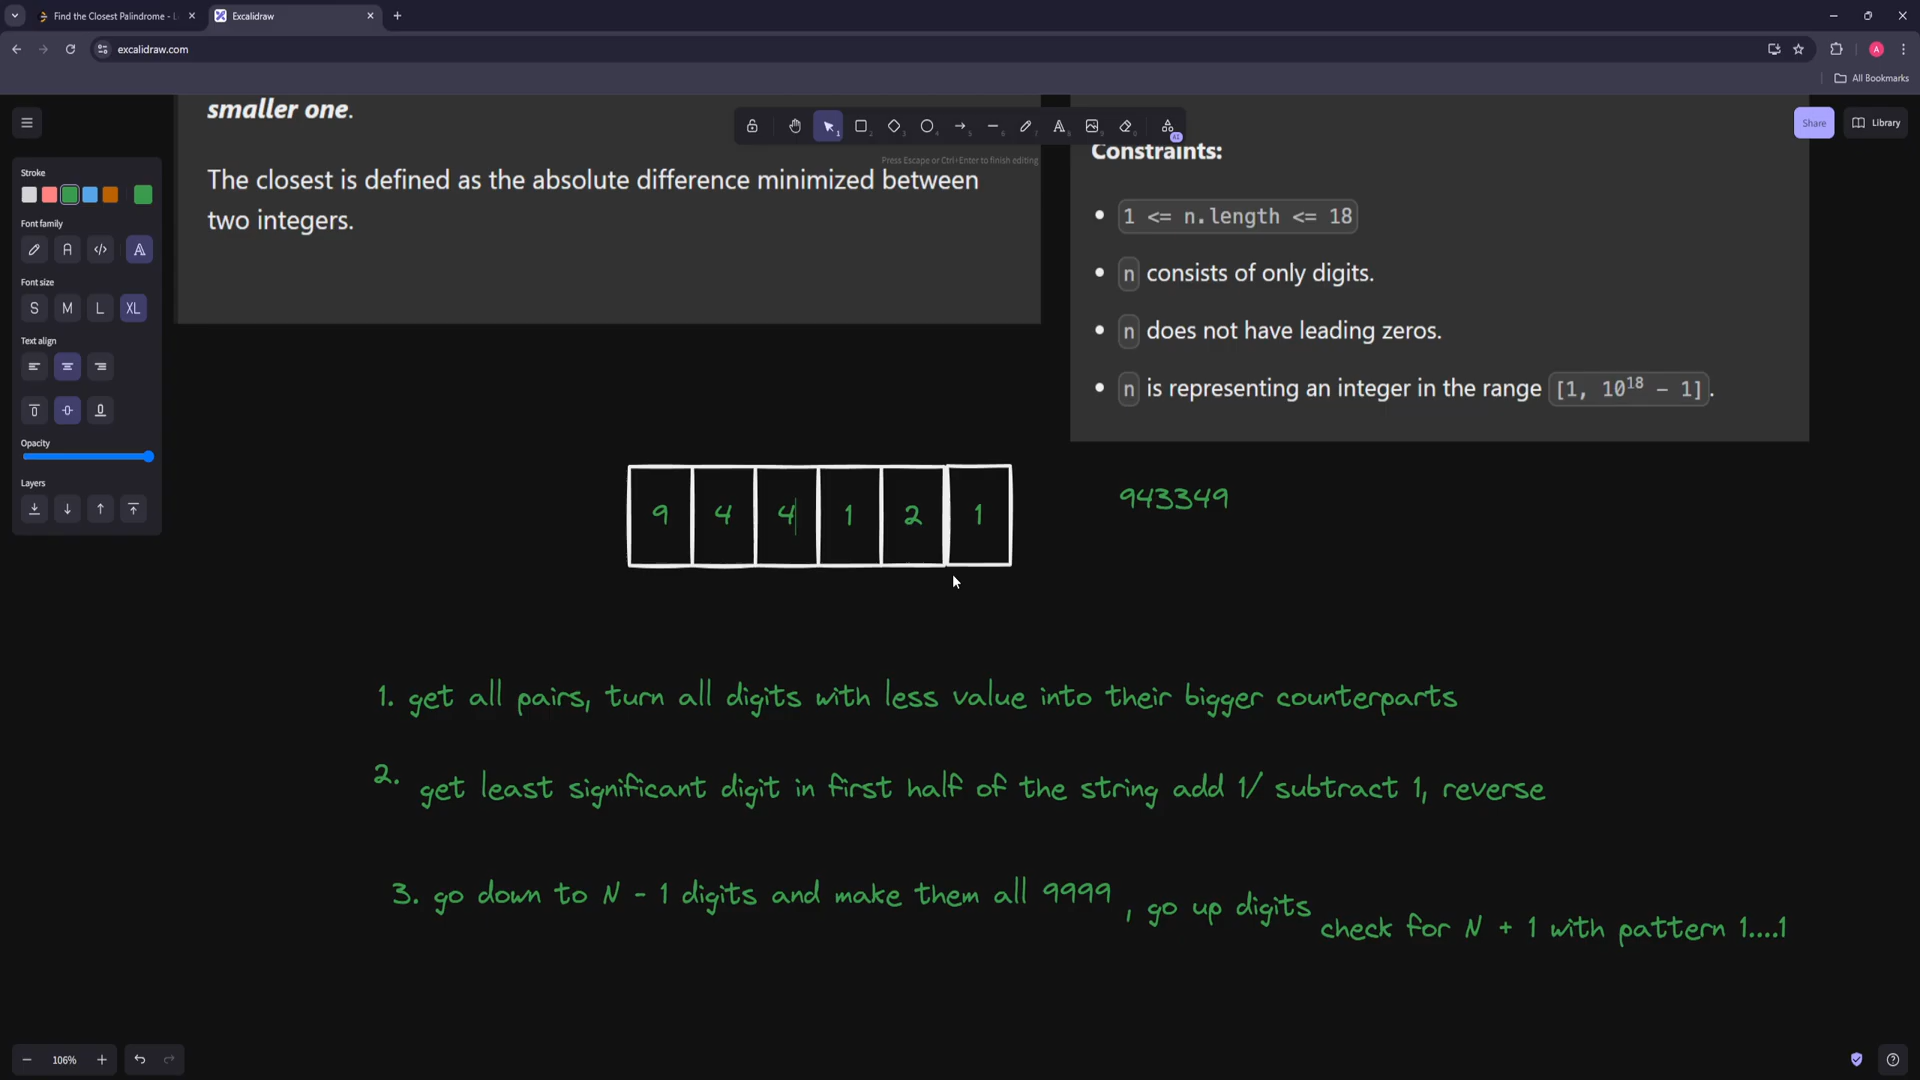 Find the Closest Palindrome - L
Excalidraw
excalidraw.com
All Bookmarks
smaller one.
Press Escape or Ctrl+Enter to finish editing
Share
Library
The closest is defined as the absolute difference minimized between
two integers.
Constraints:
1 <= n.length <= 18
n consists of only digits.
n does not have leading zeros.
n is representing an integer in the range [1, 10¹⁸ - 1].
Stroke
Font family
Font size
S M L XL
Text align
Opacity
Layers
9 4 4 1 2 1
943349
1. get all pairs, turn all digits with less value into their bigger counterparts
2. get least significant digit in first half of the string add 1/ subtract 1, reverse
3. go down to N - 1 digits and make them all 9999 , go up digits check for N + 1 with pattern 1....1
106%